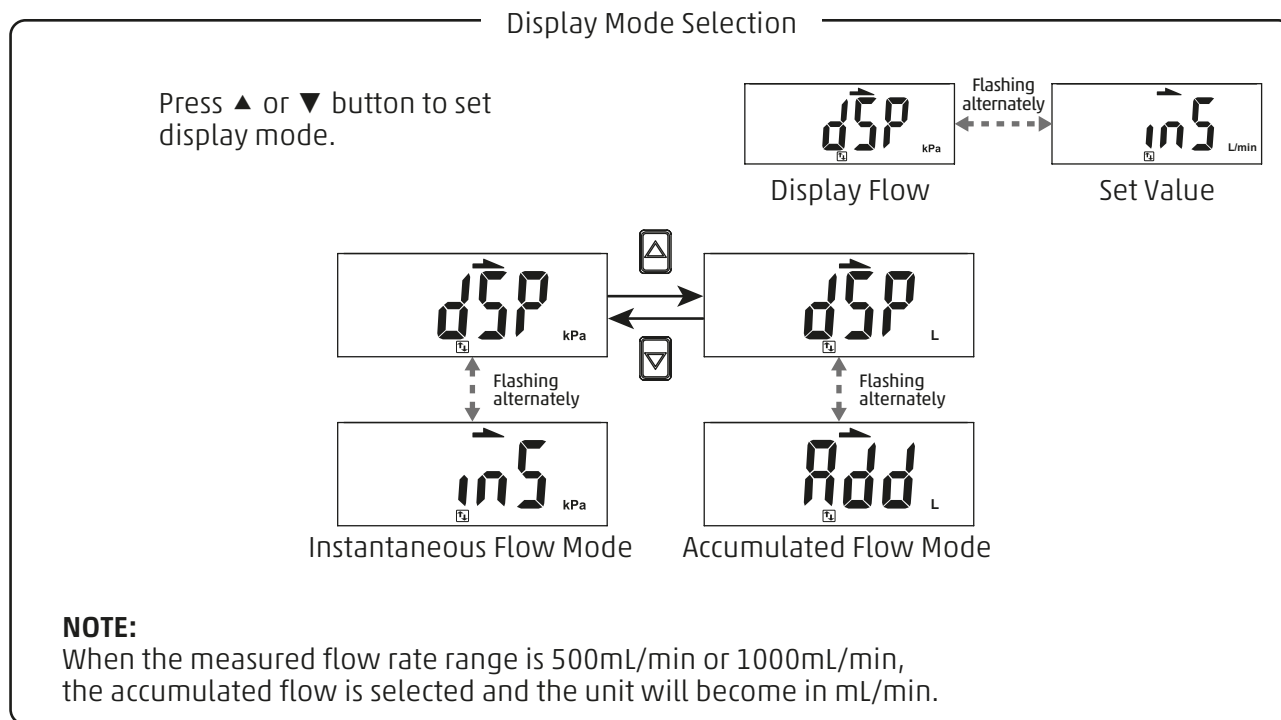 Display Mode Selection
Press ▲ or ▼ button to set
display mode.
Flashing
alternately
dSP kPa
inS L/min
Display Flow
Set Value
dSP kPa
dSP L
Flashing
alternately
Flashing
alternately
inS kPa
Add L
Instantaneous Flow Mode
Accumulated Flow Mode
NOTE:
When the measured flow rate range is 500mL/min or 1000mL/min,
the accumulated flow is selected and the unit will become in mL/min.